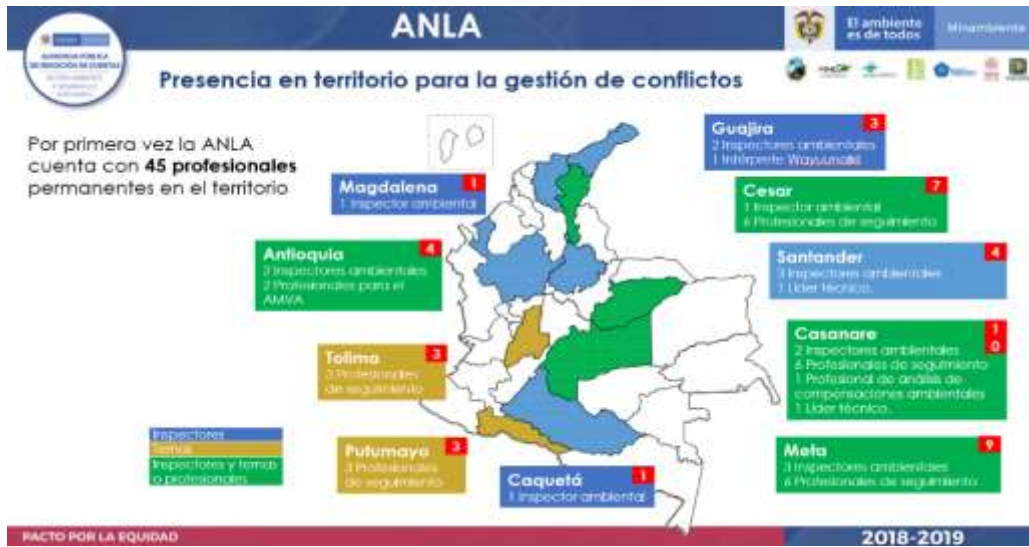 ANLA
El ambiente
es de todos
Minambiente
AUDIENCIA PÚBLICA
DE RENDICIÓN DE CUENTAS
Presencia en territorio para la gestión de conflictos
Por primera vez la ANLA
cuenta con 45 profesionales
permanentes en el territorio
Guajira 3
2 Inspectores ambientales
1 Intérprete Wayuunaiki
Magdalena 1
1 Inspector ambiental
Cesar 7
1 Inspector ambiental
6 Profesionales de seguimiento
Antioquia 4
2 Profesionales para el
AMVA
Santander 4
3 Inspectores ambientales
1 Líder técnico.
Tolima 3
3 Profesionales
de seguimiento
Casanare 10
2 Inspectores ambientales
6 Profesionales de seguimiento
1 Profesional de análisis de
compensaciones ambientales
1 Líder técnico.
Inspectores
Temas
Inspectores y temas
o profesionales
Putumayo 3
3 Profesionales
de seguimiento
Caquetá 1
1 Inspector ambiental
Meta 9
3 Inspectores ambientales
6 Profesionales de seguimiento
PACTO POR LA EQUIDAD
2018-2019